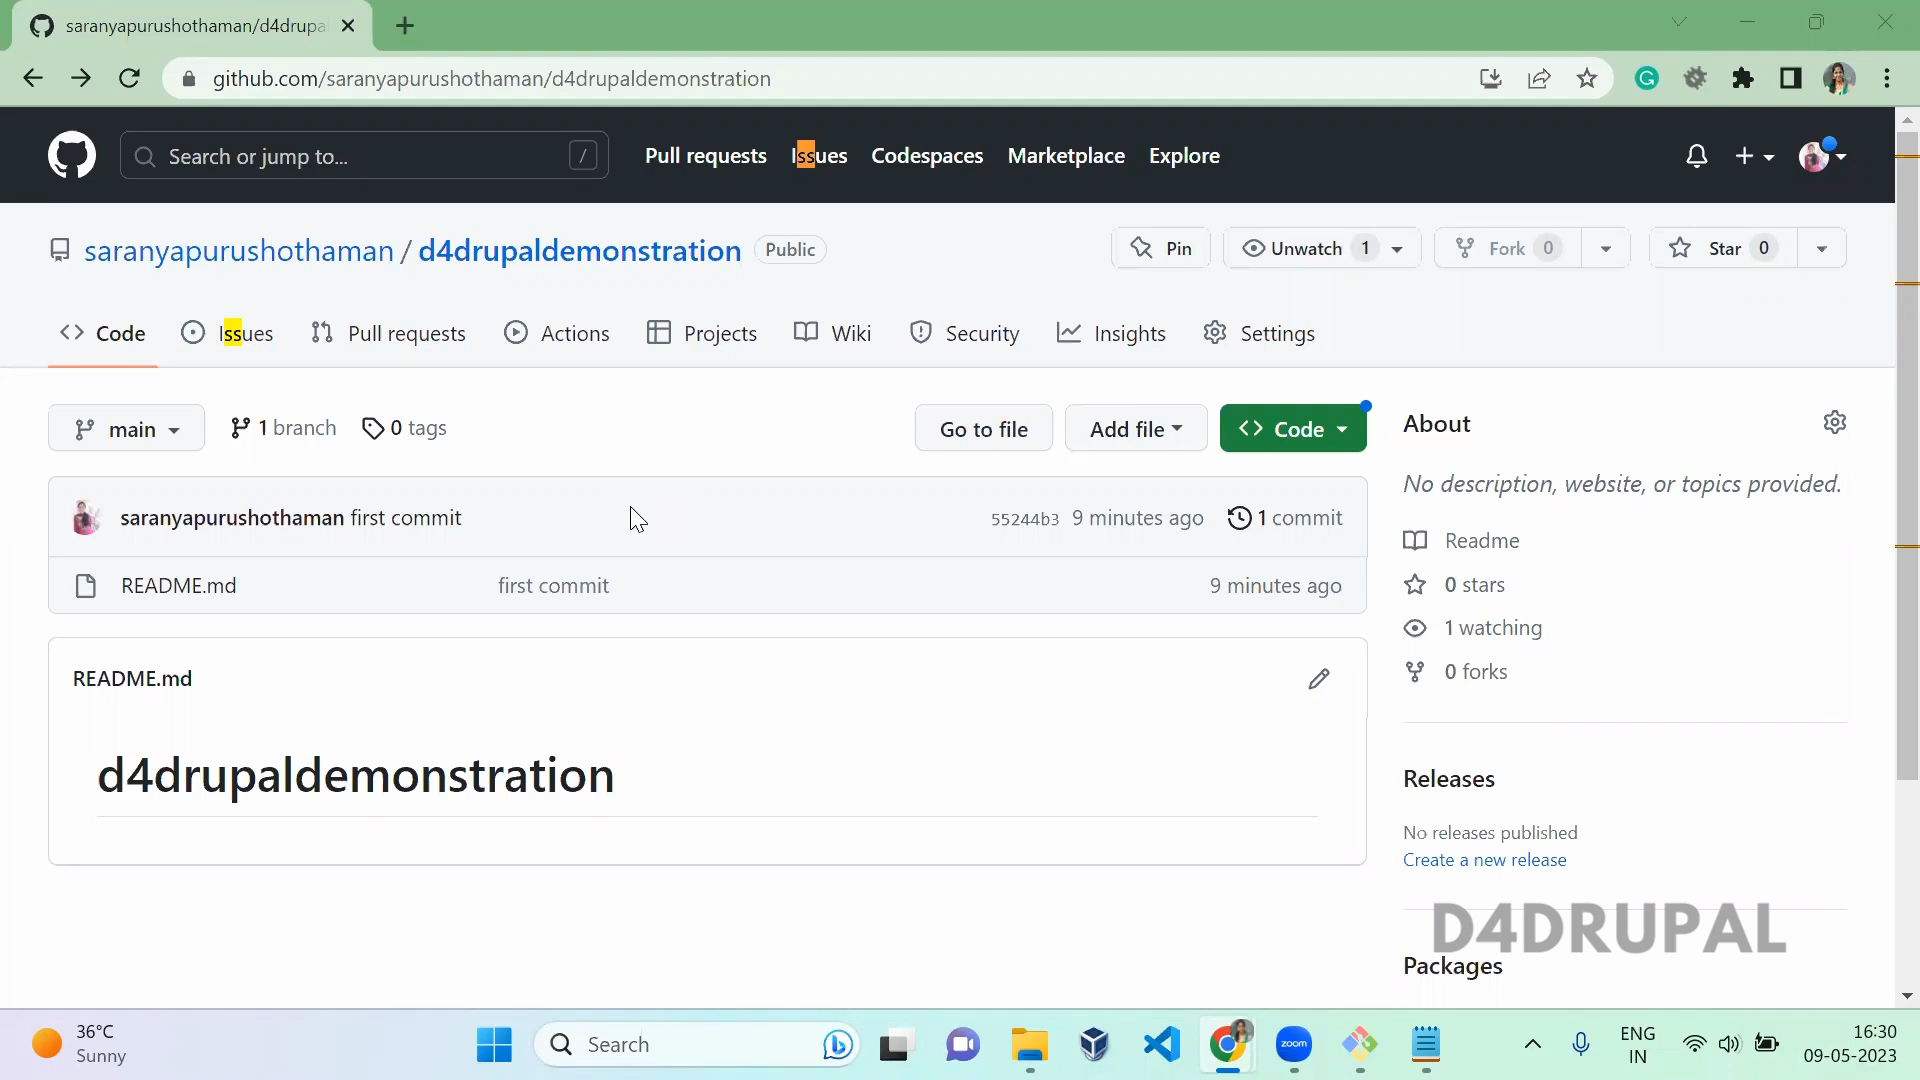 saranyapurushothaman/d4drupa
github.com/saranyapurushothaman/d4drupaldemonstration
Search or jump to... /
Pull requests Issues Codespaces Marketplace Explore
saranyapurushothaman / d4drupaldemonstration Public
Pin Unwatch 1 Fork 0 Star 0
Code Issues Pull requests Actions Projects Wiki Security Insights Settings
main 1 branch 0 tags Go to file Add file Code
saranyapurushothaman first commit 55244b3 9 minutes ago 1 commit
README.md first commit 9 minutes ago
README.md
d4drupaldemonstration
About
No description, website, or topics provided.
Readme
0 stars
1 watching
0 forks
Releases
No releases published
Create a new release
D4DRUPAL
Packages
36°C
Sunny
Search
zoom
ENG
IN
16:30
09-05-2023